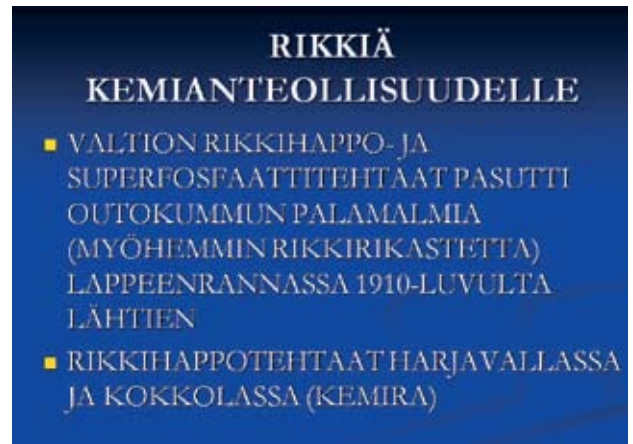 RIKKIÄ
KEMIANTEOLLISUUDELLE
VALTION RIKKIHAPPO- JA
SUPERFOSFAATTITEHTAAT PASUTTI
OUTOKUMMUN PALAMALMIA
(MYÖHEMMIN RIKKIRIKASTETTA)
LAPPEENRANNASSA 1910-LUVULTA
LÄHTIEN
RIKKIHAPPOTEHTAAT HARJAVALLASSA
JA KOKKOLASSA (KEMIRA)